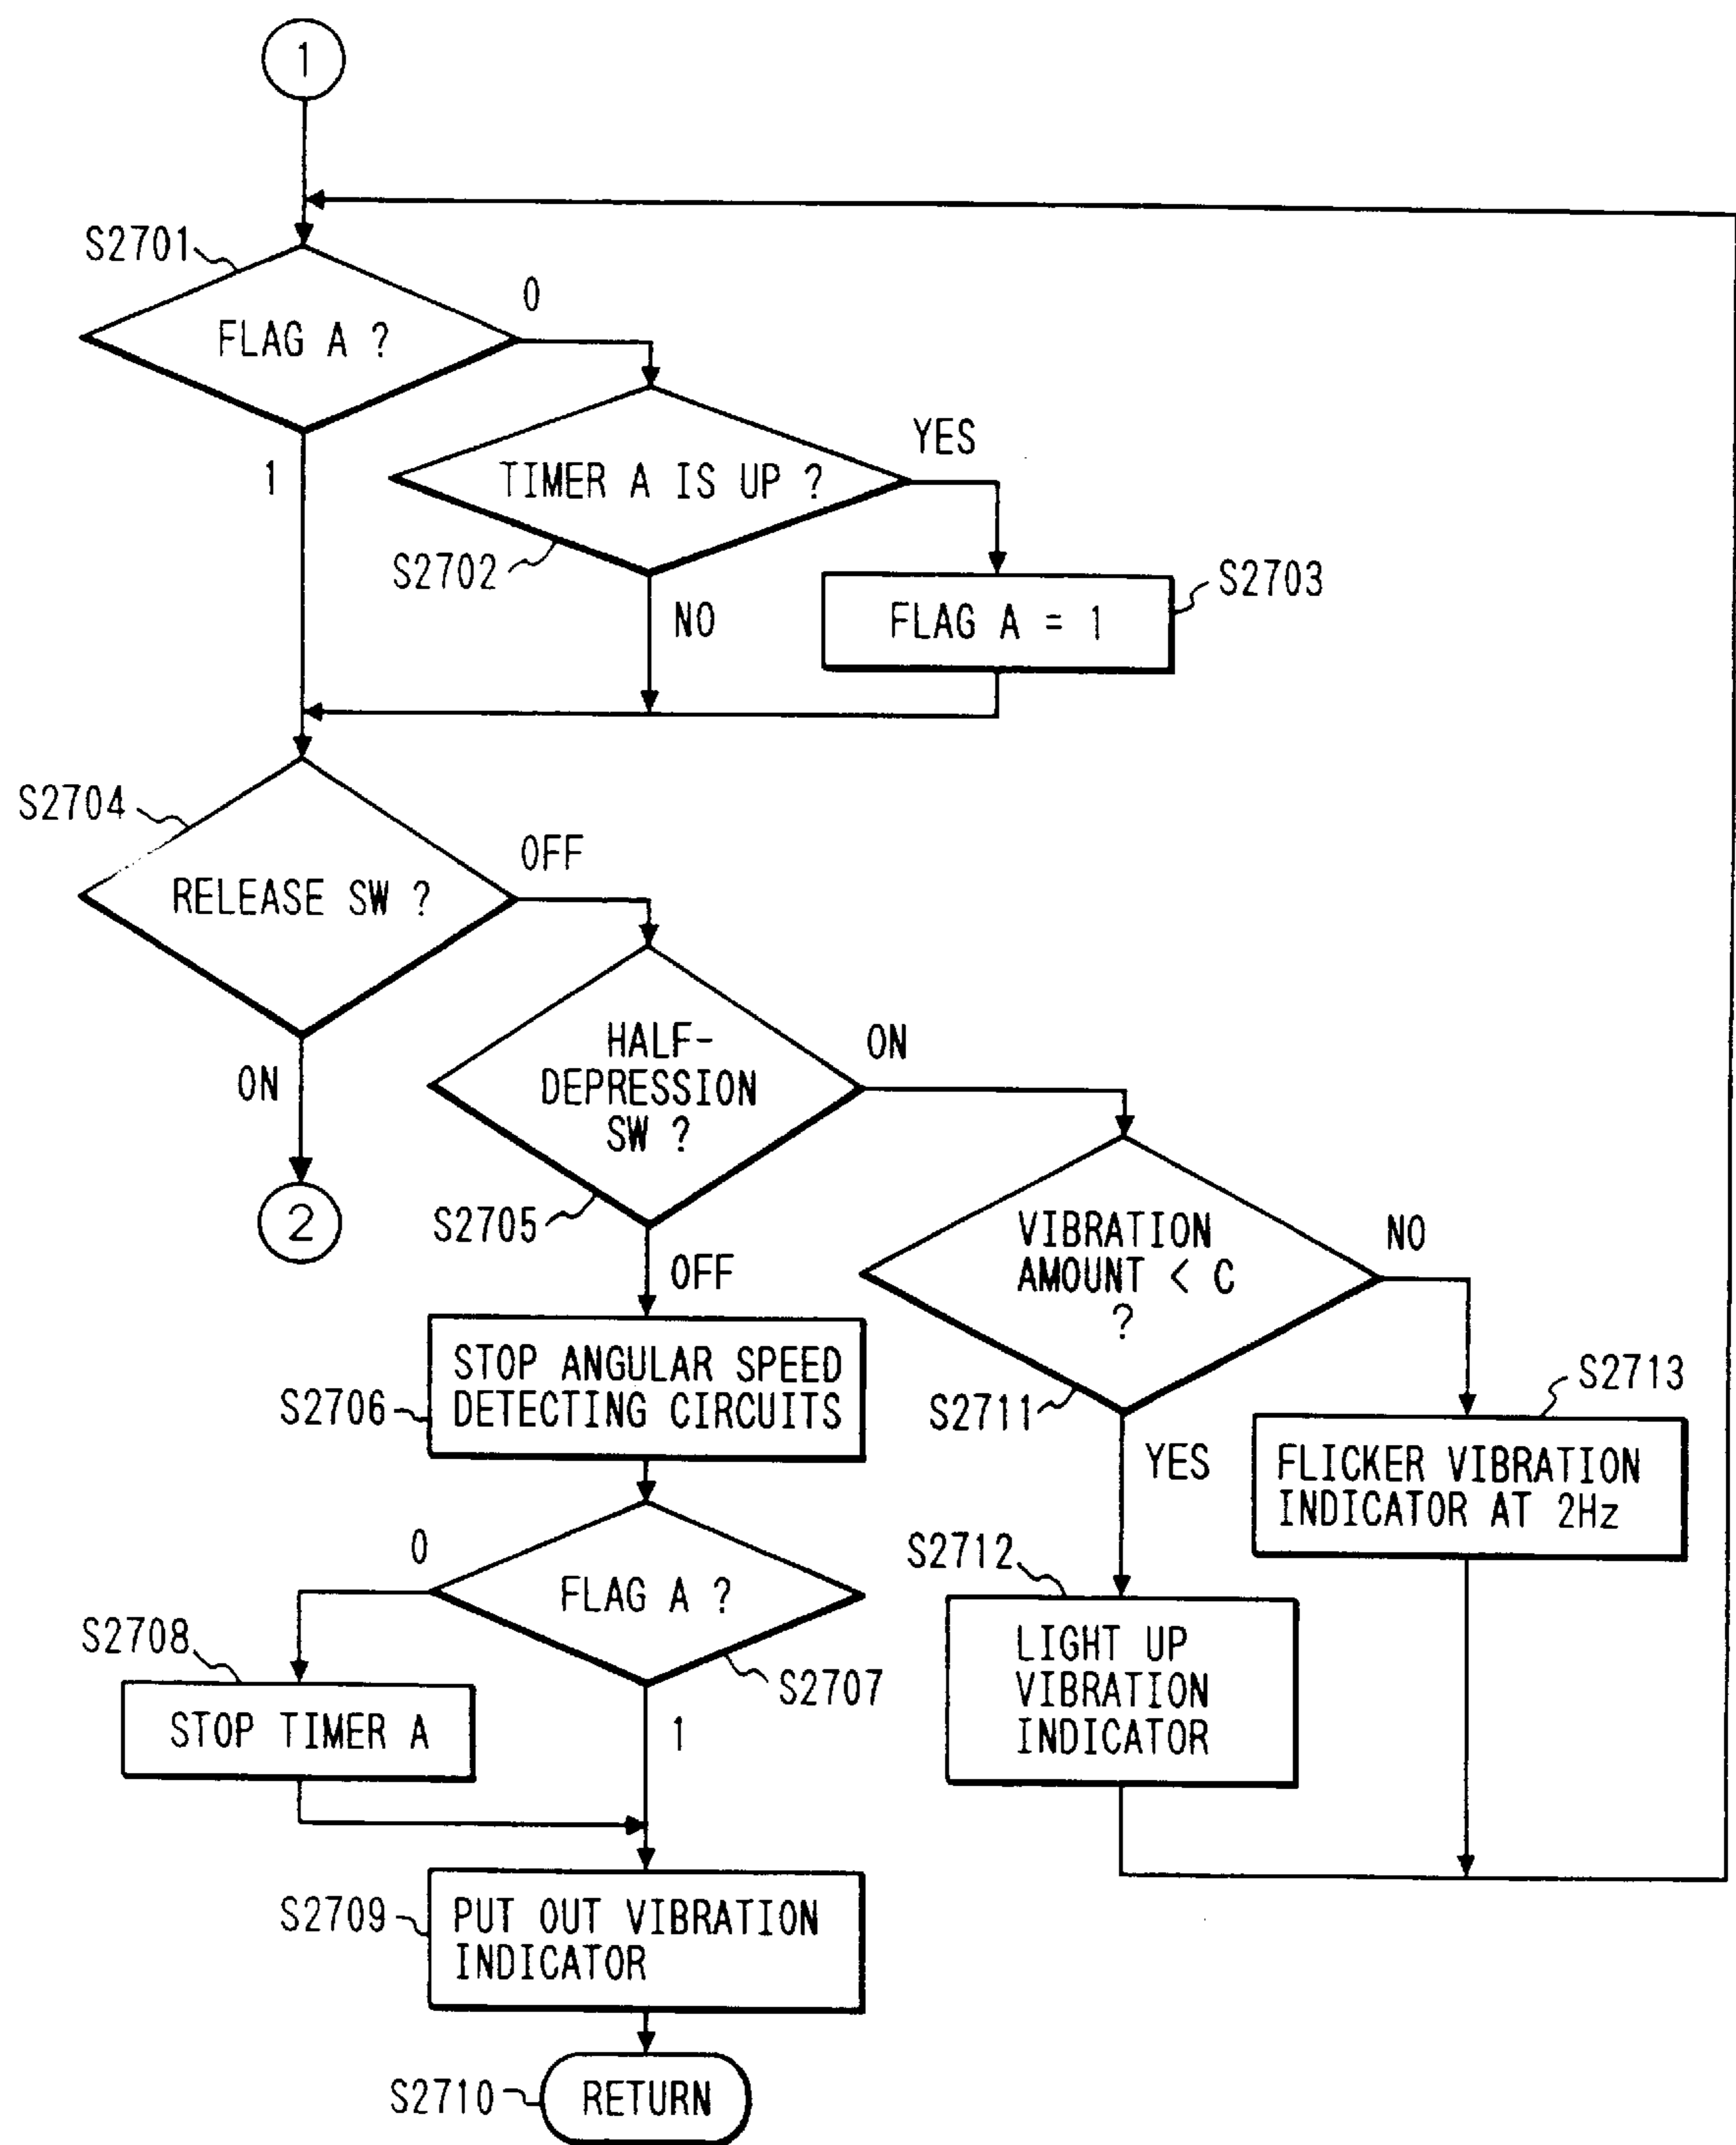 1
S2701
0
FLAG A ?
YES
1
TIMER A IS UP ?
S2702
S2703
NO
FLAG A = 1
S2704
OFF
RELEASE SW ?
ON
HALF-
DEPRESSION
SW ?
ON
2
S2705
VIBRATION
AMOUNT < C
?
NO
OFF
STOP ANGULAR SPEED
DETECTING CIRCUITS
S2706
S2711
S2713
YES
FLICKER VIBRATION
INDICATOR AT 2Hz
0
FLAG A ?
S2712
S2708
S2707
LIGHT UP
VIBRATION
INDICATOR
STOP TIMER A
1
S2709
PUT OUT VIBRATION
INDICATOR
S2710
RETURN